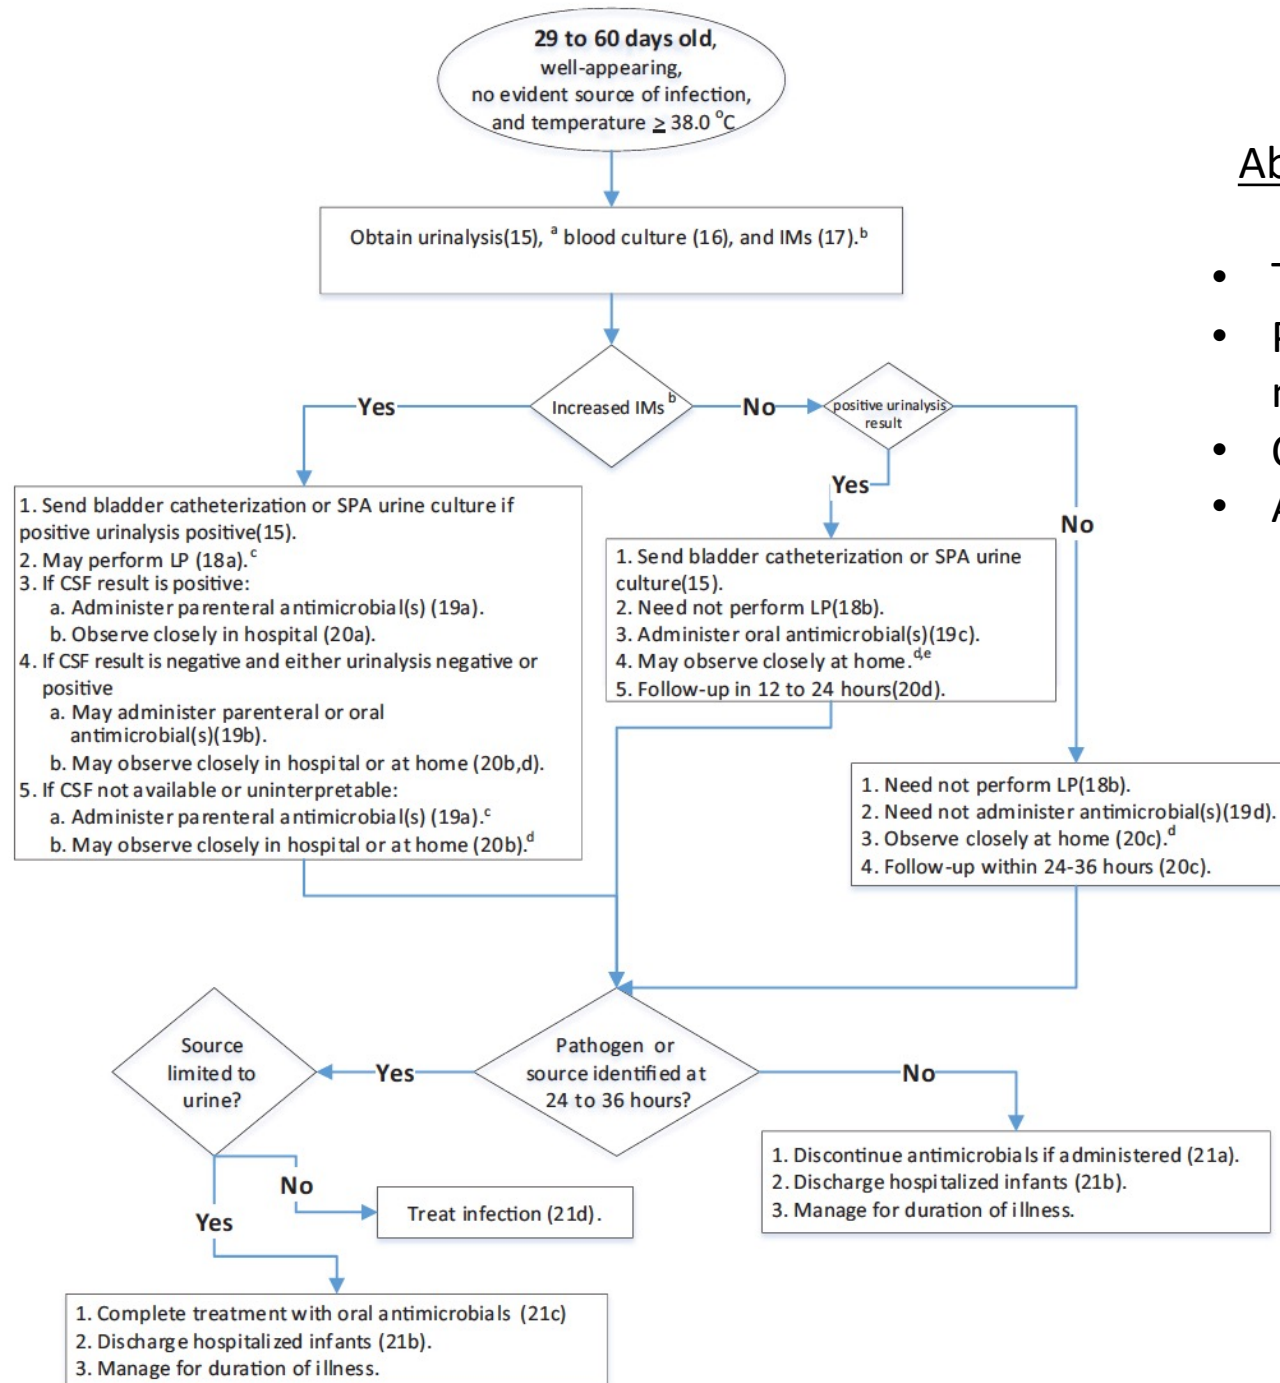 29 to 60 days old,
well-appearing,
no evident source of infection,
and temperature ≥ 38.0 °C
Obtain urinalysis(15), ᵃ blood culture (16), and IMs (17).ᵇ
Increased IMs ᵇ
Yes
No
positive urinalysis
result
Yes
No
1. Send bladder catheterization or SPA urine culture if
positive urinalysis positive(15).
2. May perform LP (18a).ᶜ
3. If CSF result is positive:
a. Administer parenteral antimicrobial(s) (19a).
b. Observe closely in hospital (20a).
4. If CSF result is negative and either urinalysis negative or
positive
a. May administer parenteral or oral
antimicrobial(s)(19b).
b. May observe closely in hospital or at home (20b,d).
5. If CSF not available or uninterpretable:
a. Administer parenteral antimicrobial(s) (19a).ᶜ
b. May observe closely in hospital or at home (20b).ᵈ
1. Send bladder catheterization or SPA urine
culture(15).
2. Need not perform LP(18b).
3. Administer oral antimicrobial(s)(19c).
4. May observe closely at home.ᵈ,ᵉ
5. Follow-up in 12 to 24 hours(20d).
1. Need not perform LP(18b).
2. Need not administer antimicrobial(s)(19d).
3. Observe closely at home (20c).ᵈ
4. Follow-up within 24-36 hours (20c).
Pathogen or
source identified at
24 to 36 hours?
Yes
No
Source
limited to
urine?
No
Yes
Treat infection (21d).
1. Discontinue antimicrobials if administered (21a).
2. Discharge hospitalized infants (21b).
3. Manage for duration of illness.
1. Complete treatment with oral antimicrobials (21c)
2. Discharge hospitalized infants (21b).
3. Manage for duration of illness.